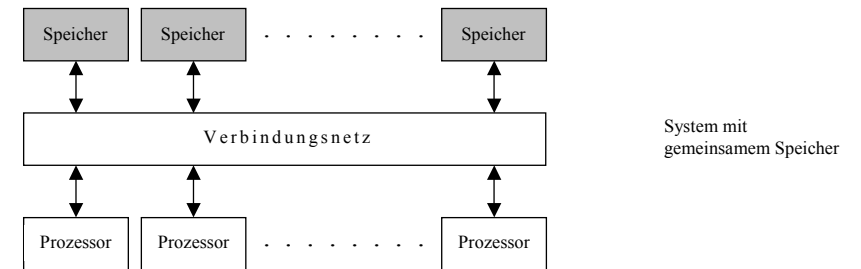 Speicher Speicher . . . . . . . . Speicher
Verbindungsnetz
System mit
gemeinsamem Speicher
Prozessor Prozessor . . . . . . . . Prozessor